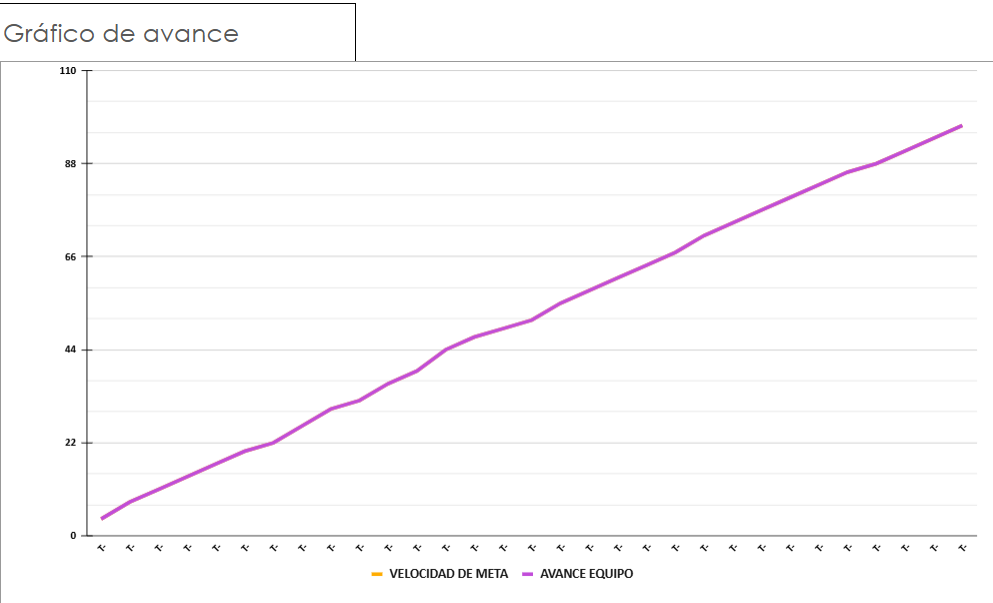 Gráfico de avance
110
88
66
44
22
0
T. T. T. T. T. T. T. T. T. T. T. T. T. T. T. T. T. T. T. T. T. T. T. T. T. T. T. T. T. T. T.
VELOCIDAD DE META AVANCE EQUIPO